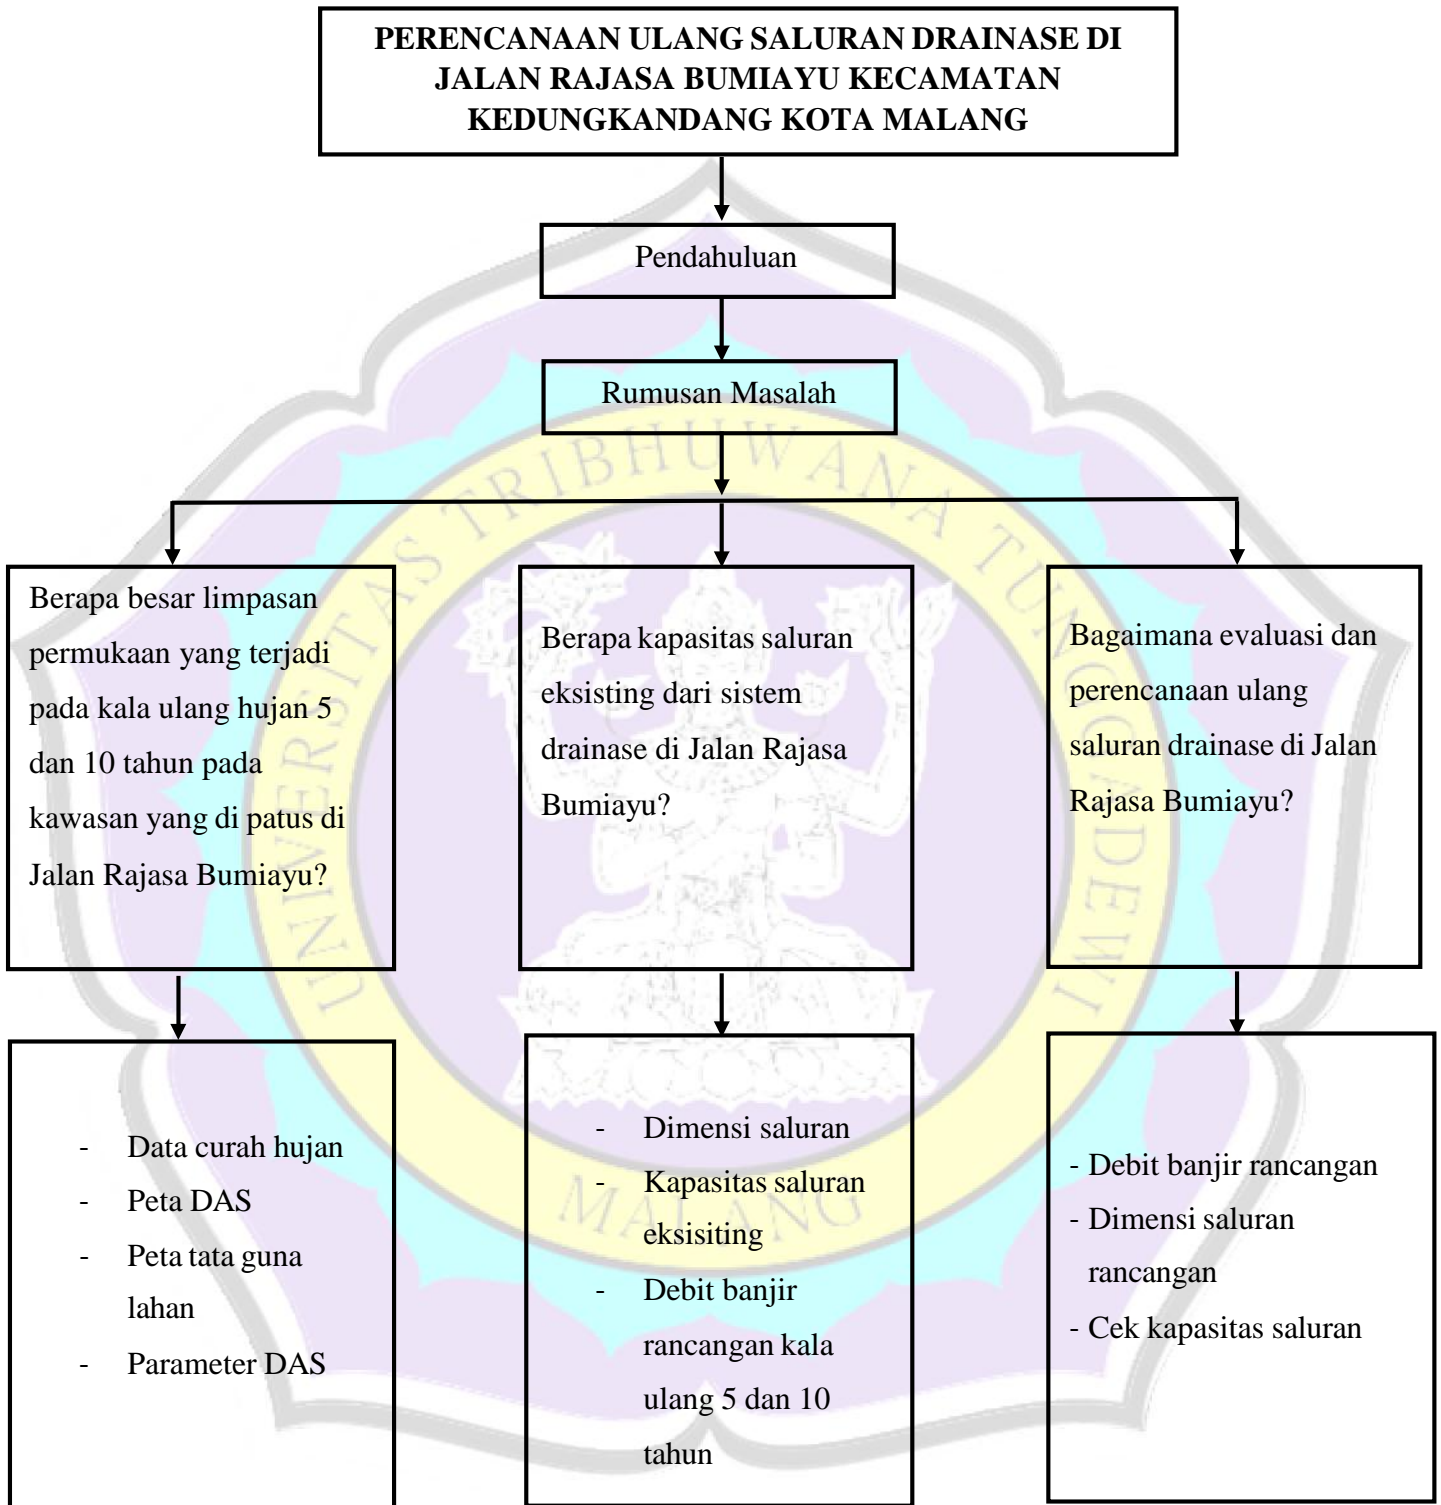 PERENCANAAN ULANG SALURAN DRAINASE DI
JALAN RAJASA BUMIAYU KECAMATAN
KEDUNGKANDANG KOTA MALANG
Pendahuluan
Rumusan Masalah
Berapa besar limpasan
permukaan yang terjadi
pada kala ulang hujan 5
dan 10 tahun pada
kawasan yang di patus di
Jalan Rajasa Bumiayu?
Berapa kapasitas saluran
eksisting dari sistem
drainase di Jalan Rajasa
Bumiayu?
Bagaimana evaluasi dan
perencanaan ulang
saluran drainase di Jalan
Rajasa Bumiayu?
- Data curah hujan
- Peta DAS
- Peta tata guna
lahan
- Parameter DAS
- Dimensi saluran
- Kapasitas saluran
eksisiting
- Debit banjir
rancangan kala
ulang 5 dan 10
tahun
- Debit banjir rancangan
- Dimensi saluran
rancangan
- Cek kapasitas saluran
UNIVERSITAS TRIBHUWANA TUNGGADEWI
MALANG